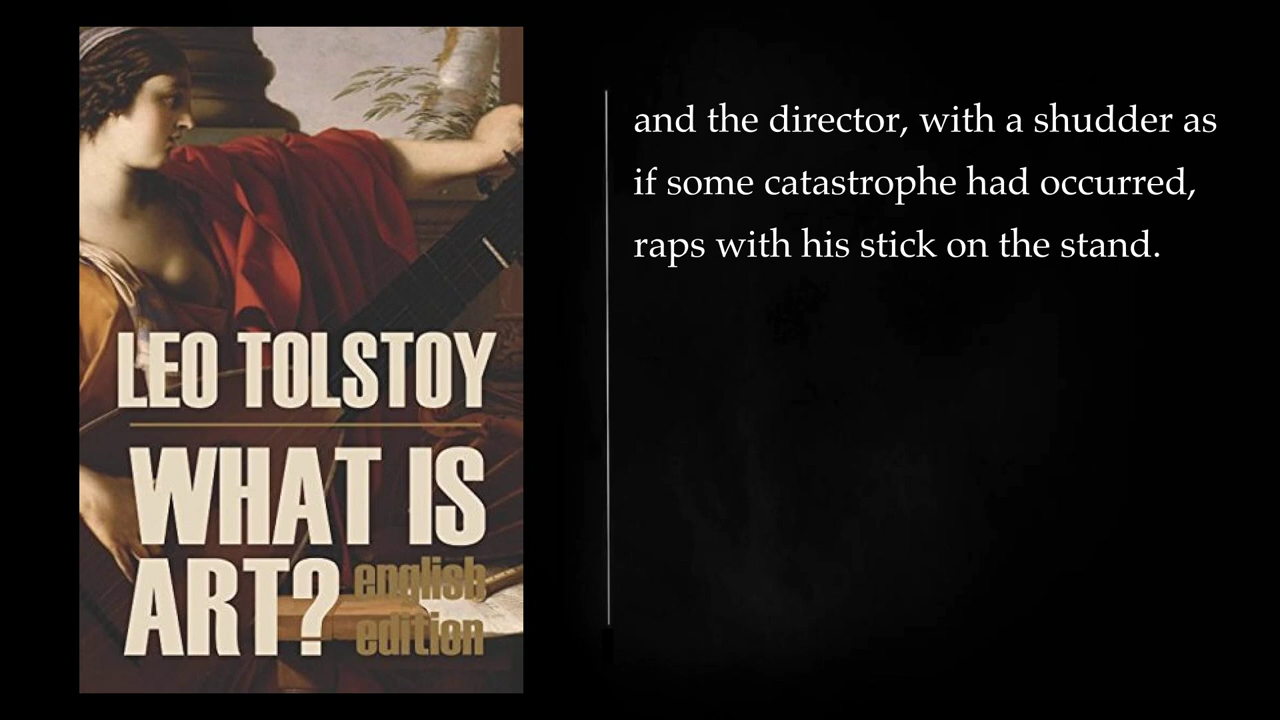 LEO TOLSTOY
WHAT IS
ART?
english
edition
and the director, with a shudder as
if some catastrophe had occurred,
raps with his stick on the stand.